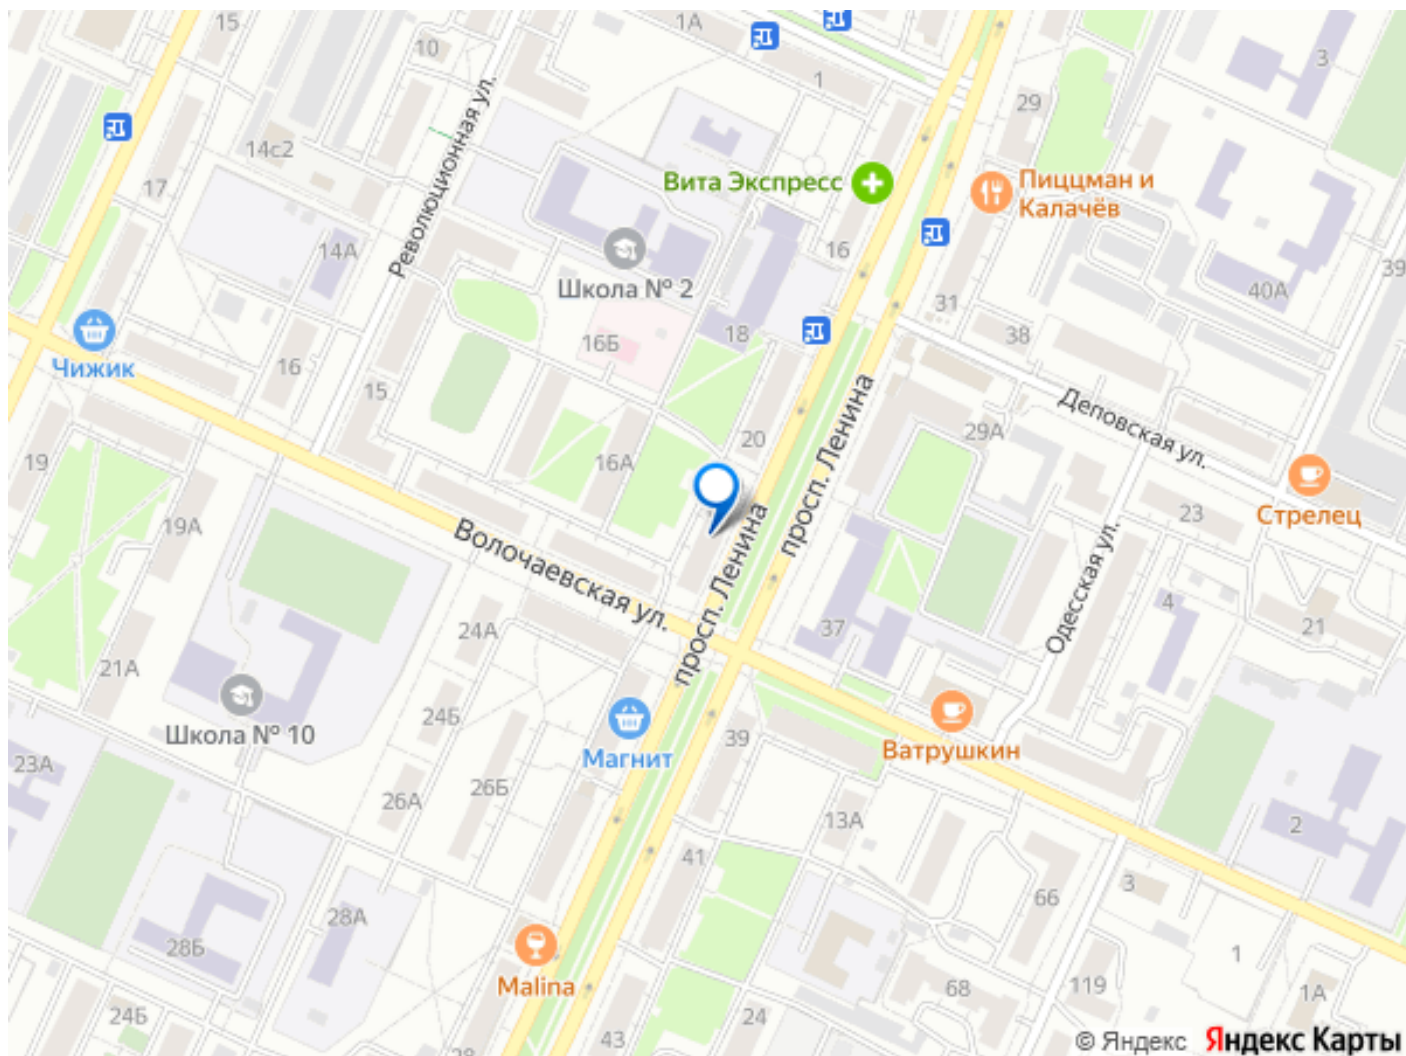 15
10
1А
1
3
29
14с2
17
Революционная ул.
Вита Экспресс
Пиццман и
Калачёв
14А
Школа № 2
16
39
40А
31
38
18
16Б
Чижик
16
15
просп. Ленина
Деповская ул.
29А
20
16А
19
19А
Стрелец
23
Волочаевская ул.
просп. Ленина
Одесская ул.
4
21
37
24А
21А
Школа № 10
24Б
Магнит
39
Ватрушкин
23А
26А
26Б
13А
2
41
3
66
28А
28Б
Malina
1
68
119
1А
24Б
43
24
28
© Яндекс Яндекс Карты